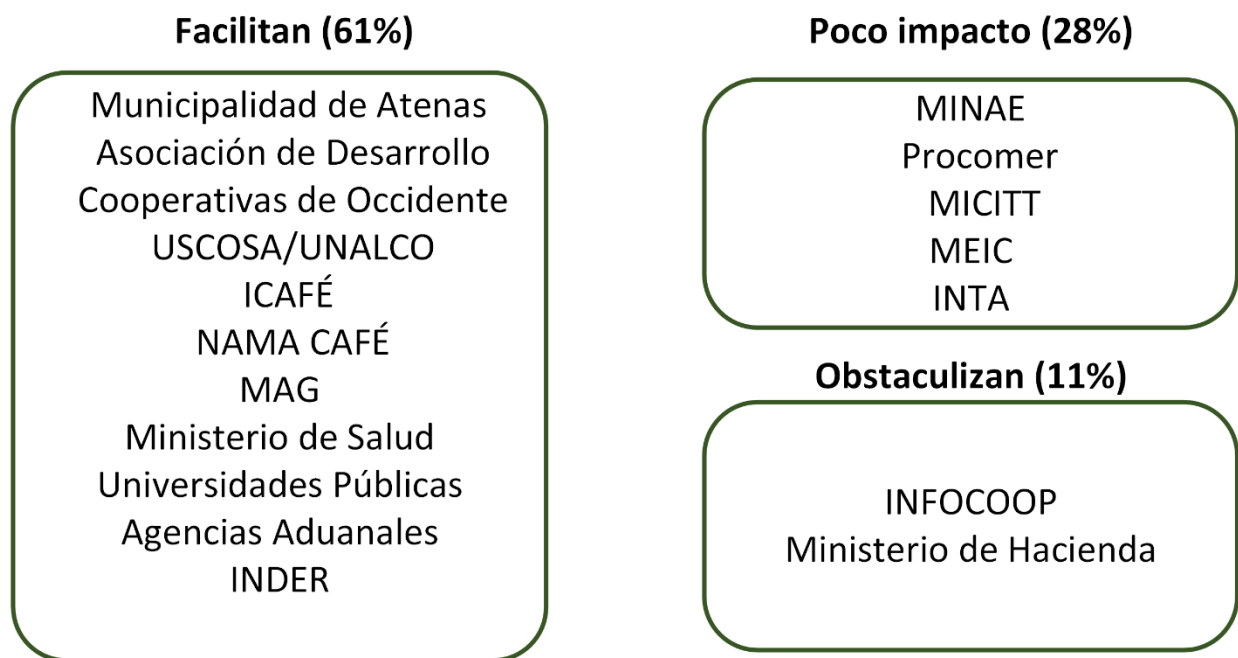 Facilitan (61%)
Municipalidad de Atenas
Asociación de Desarrollo
Cooperativas de Occidente
USCOSA/UNALCO
ICAFÉ
NAMA CAFÉ
MAG
Ministerio de Salud
Universidades Públicas
Agencias Aduanales
INDER
Poco impacto (28%)
MINAE
Procomer
MICITT
MEIC
INTA
Obstaculizan (11%)
INFOCOOP
Ministerio de Hacienda